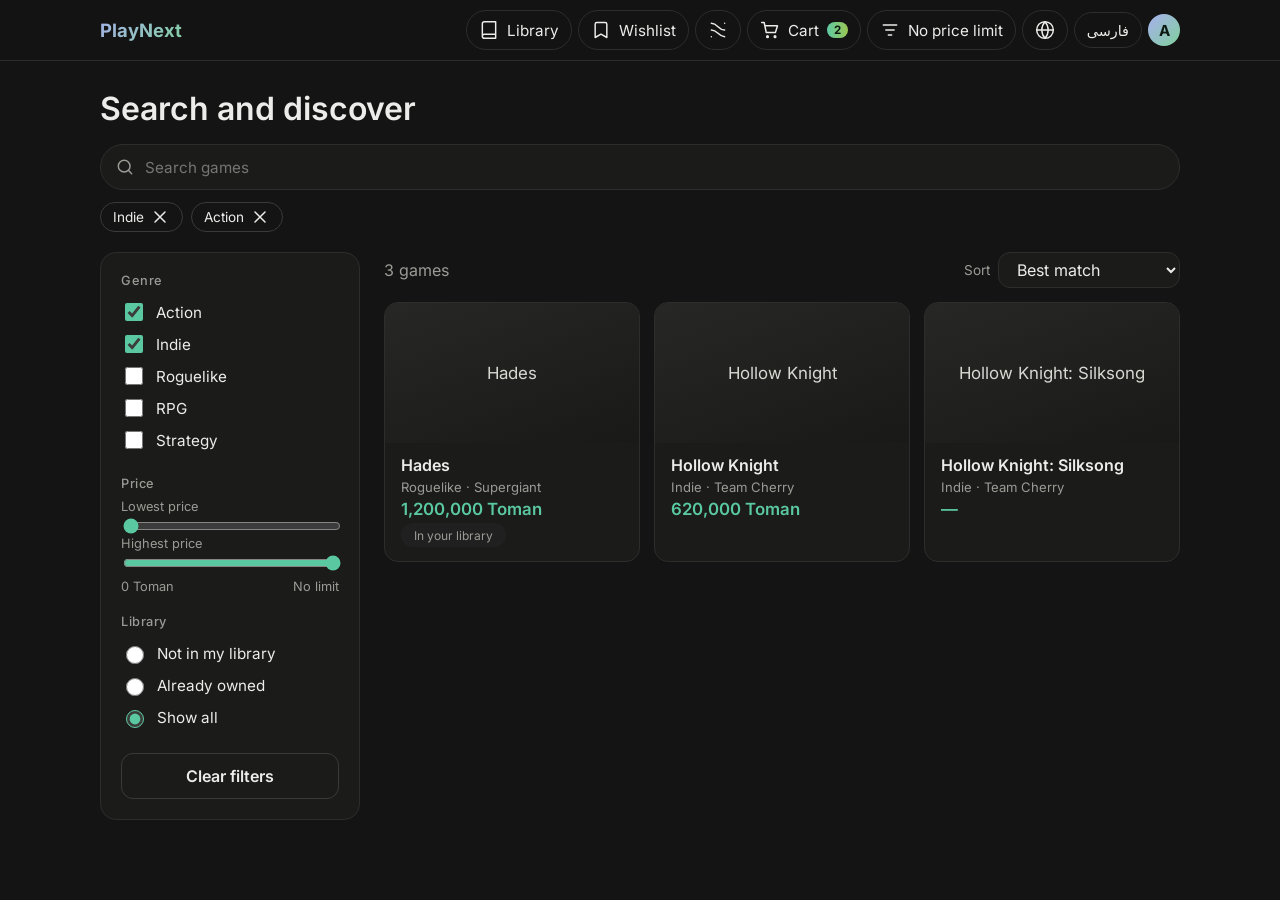 PlayNext
Library
Wishlist
Cart 2
No price limit
فارسی
A
Search and discover
Search games
Indie
Action
Genre
Action
Indie
Roguelike
RPG
Strategy
Price
Lowest price
Highest price
0 Toman No limit
Library
Not in my library
Already owned
Show all
Clear filters
3 games
Sort Best match
Hades
Hades
Roguelike · Supergiant
1,200,000 Toman
In your library
Hollow Knight
Hollow Knight
Indie · Team Cherry
620,000 Toman
Hollow Knight: Silksong
Hollow Knight: Silksong
Indie · Team Cherry
—